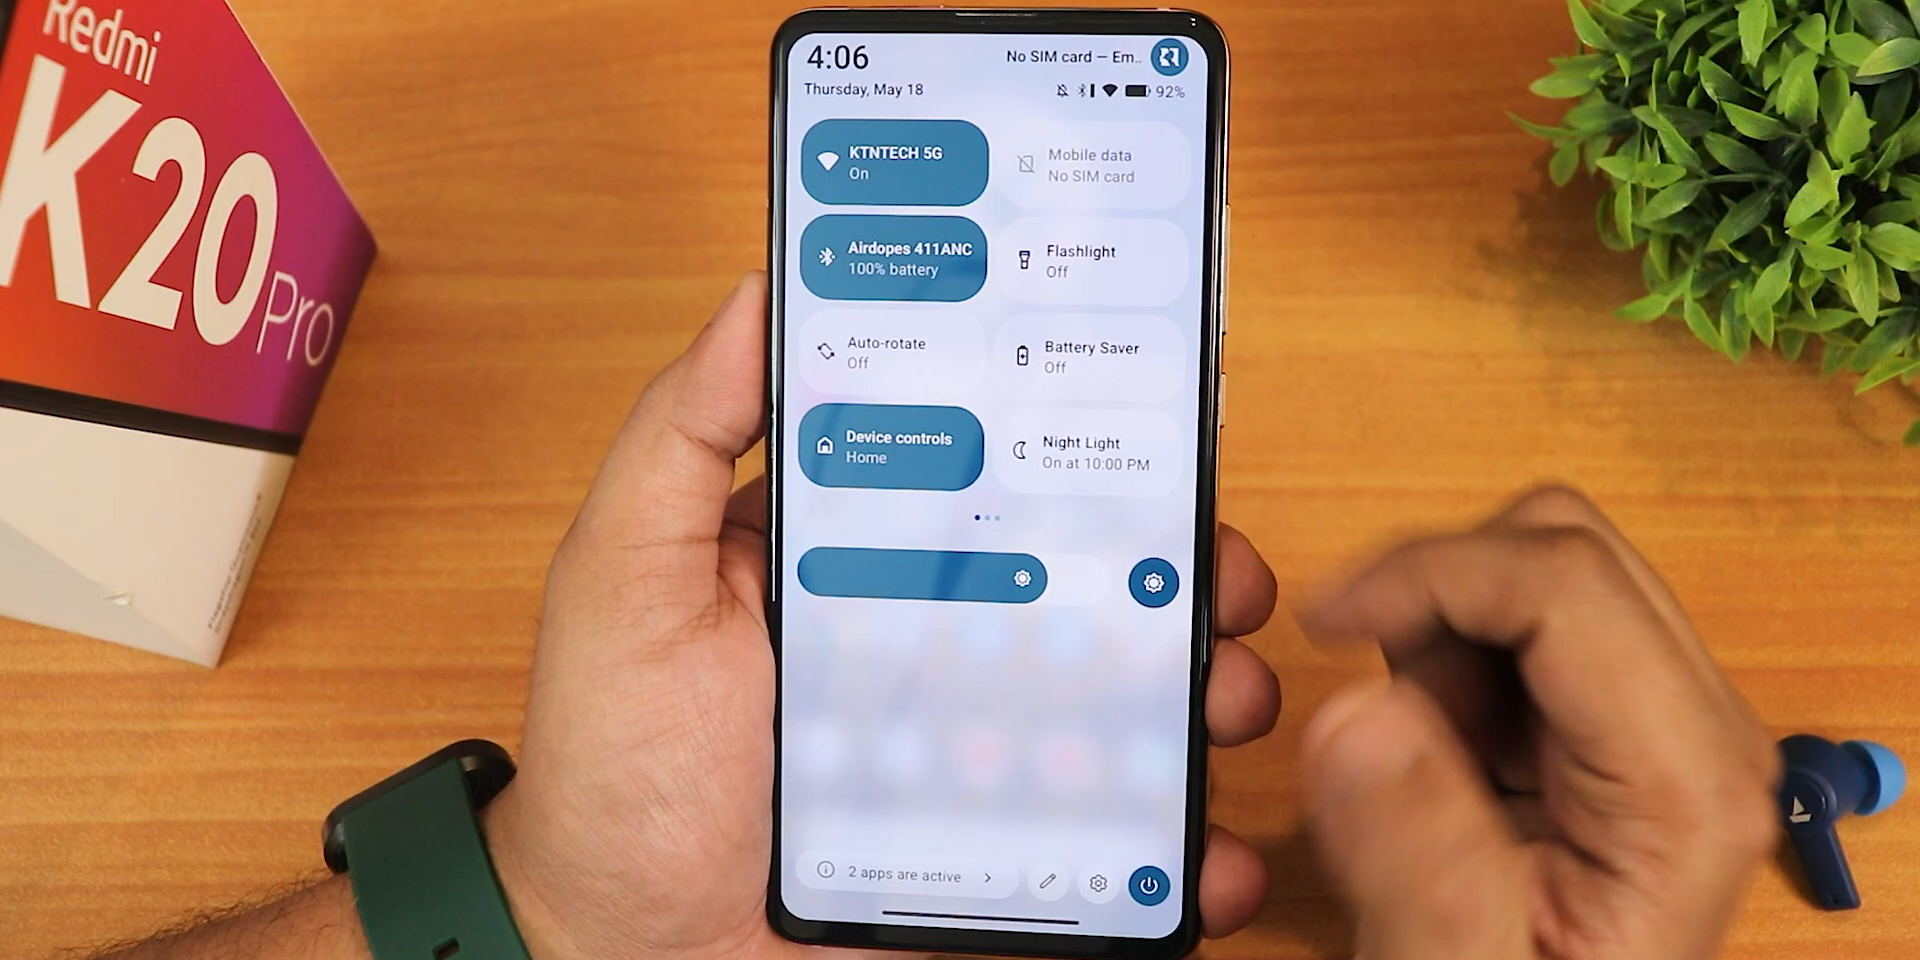 Redmi
K20 Pro
4:06
No SIM card — Em..
Thursday, May 18
92%
KTNTECH 5G
On
Mobile data
No SIM card
Airdopes 411ANC
100% battery
Flashlight
Off
Auto-rotate
Off
Battery Saver
Off
Device controls
Home
Night Light
On at 10:00 PM
2 apps are active